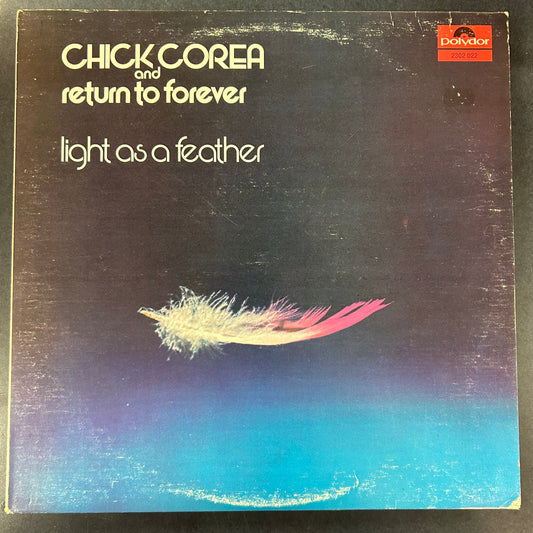 CHICK COREA
and
return to forever
light as a feather
polydor